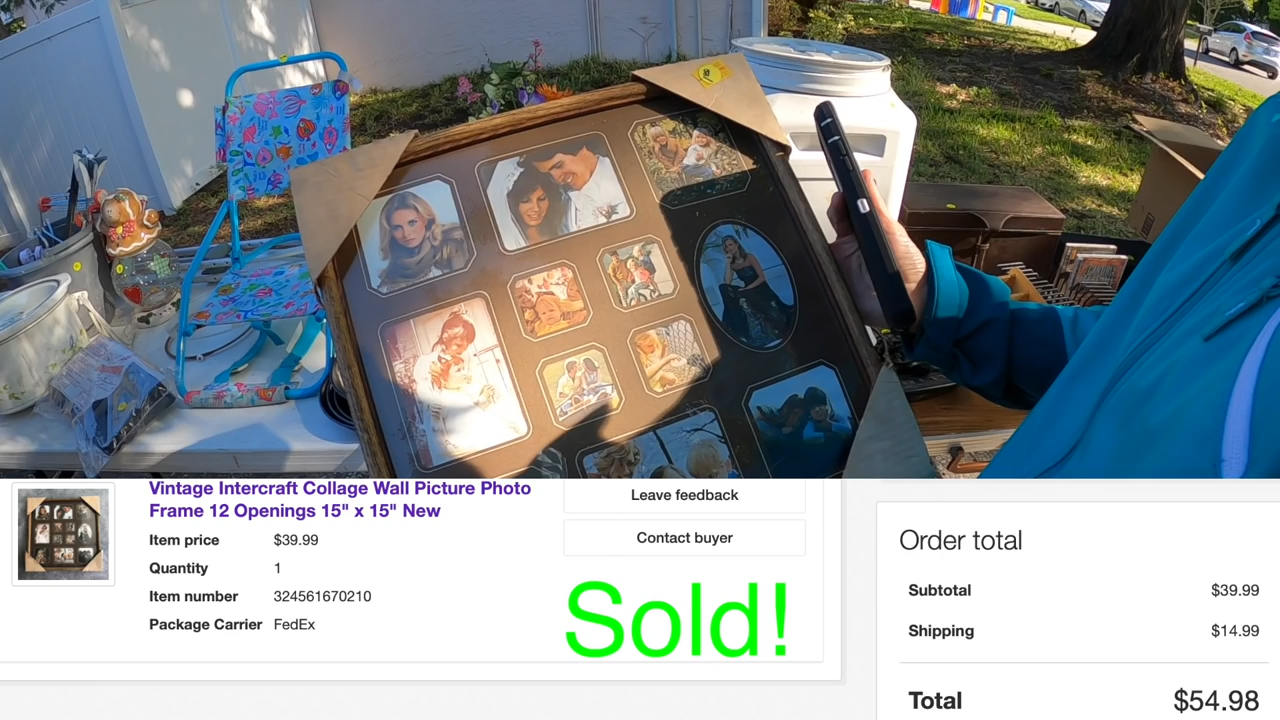 Vintage Intercraft Collage Wall Picture Photo
Frame 12 Openings 15" x 15" New
Item price $39.99
Quantity 1
Item number 324561670210
Package Carrier FedEx
Leave feedback
Contact buyer
Sold!
Order total
Subtotal $39.99
Shipping $14.99
Total $54.98